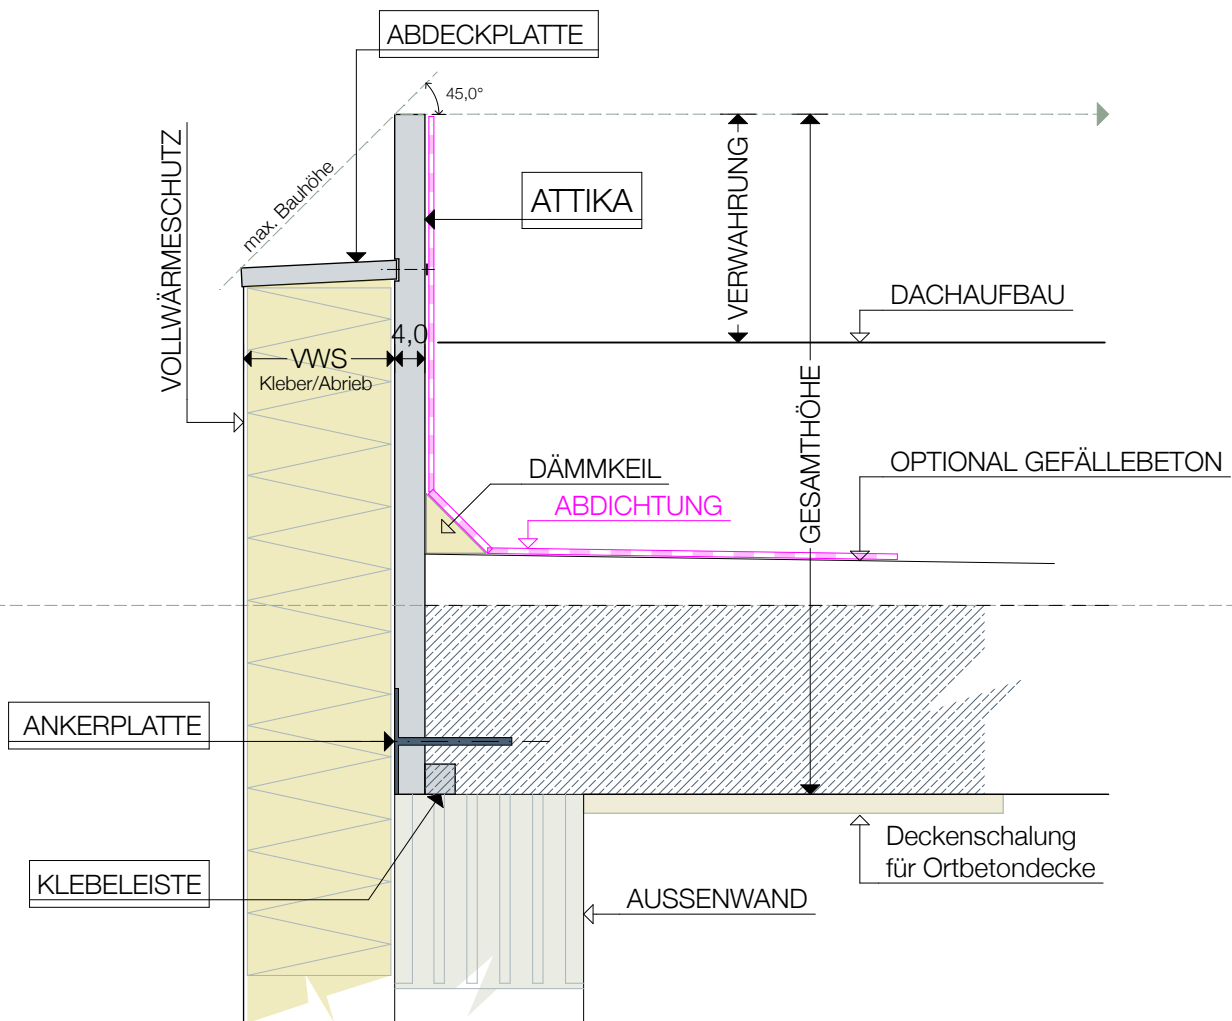 ABDECKPLATTE
45,0°
VOLLWÄRMESCHUTZ
max. Bauhöhe
ATTIKA
VERWAHRUNG
DACHAUFBAU
4,0
VWS
Kleber/Abrieb
GESAMTHÖHE
DÄMMKEIL
OPTIONAL GEFÄLLEBETON
ABDICHTUNG
ANKERPLATTE
Deckenschalung
für Ortbetondecke
KLEBELEISTE
AUSSENWAND